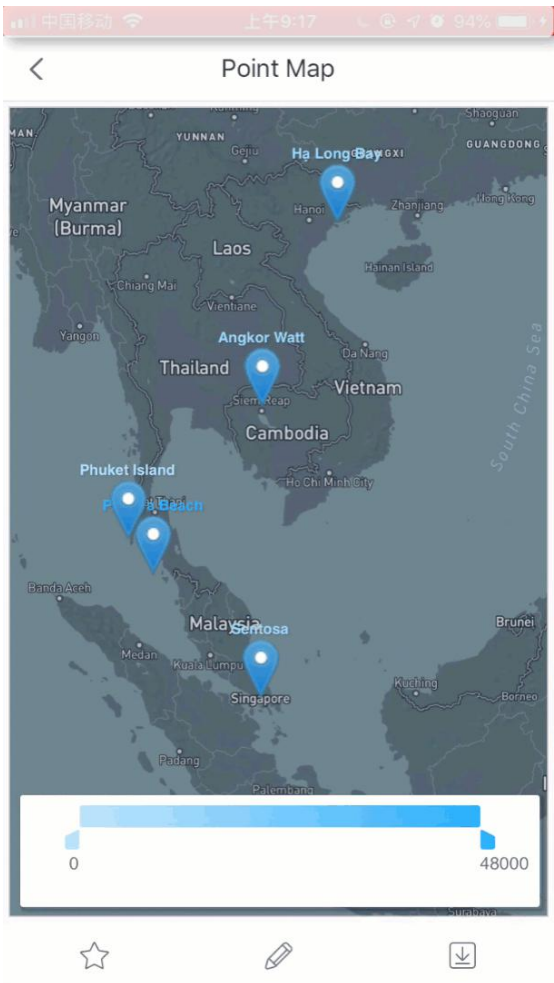 中国移动 上午9:17 94%
Point Map
Shaoguan
YUNNAN
Gejiu
GUANGDONG
Ha Long Bay
Myanmar
(Burma)
Hanoi
Zhanjiang
Hong Kong
Laos
Hainan Island
Chiang Mai
Vientiane
Yangon
Angkor Watt
Da Nang
Thailand
Vietnam
Siem Reap
South China Sea
Cambodia
Phuket Island
Ho Chi Minh City
Beach
Banda Aceh
Malaysia
Sentosa
Brunei
Medan
Kuala Lumpu
Kuching
Singapore
Borneo
Padang
Palembang
0
48000
Surabaya